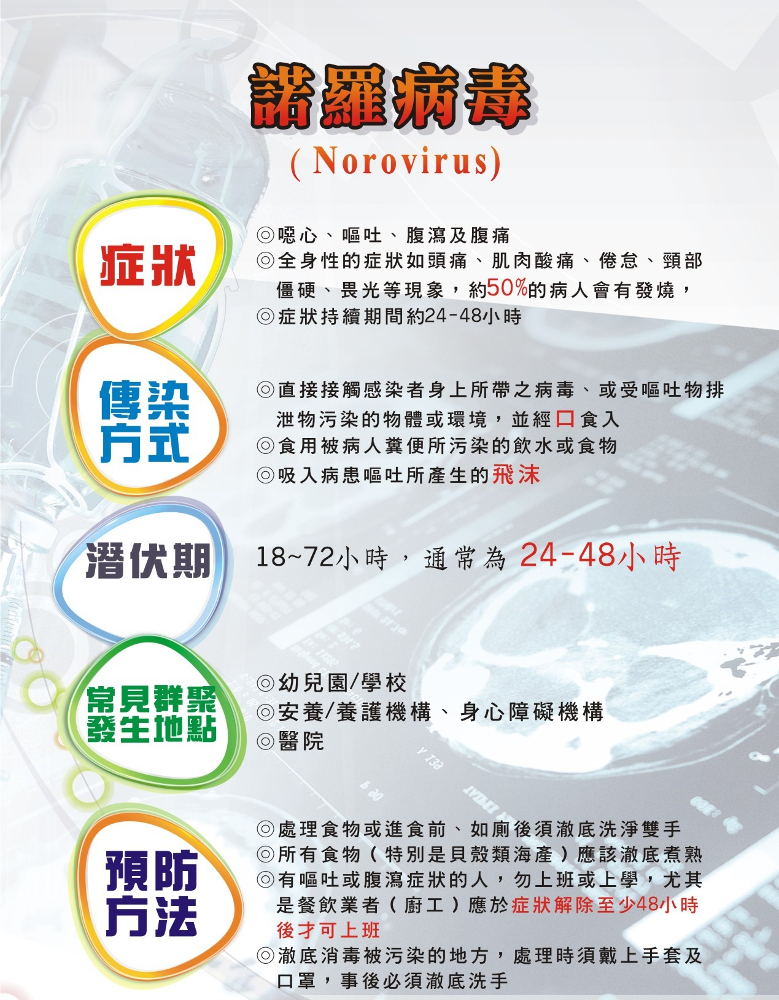 諾羅病毒
( Norovirus)
症狀
◎噁心、嘔吐、腹瀉及腹痛
◎全身性的症狀如頭痛、肌肉酸痛、倦怠、頸部
僵硬、畏光等現象，約50%的病人會有發燒，
◎症狀持續期間約24-48小時
傳染
方式
◎直接接觸感染者身上所帶之病毒、或受嘔吐物排
泄物污染的物體或環境，並經口食入
◎食用被病人糞便所污染的飲水或食物
◎吸入病患嘔吐所產生的飛沫
潛伏期
18~72小時，通常為 24-48小時
常見群聚
發生地點
◎幼兒園/學校
◎安養/養護機構、身心障礙機構
◎醫院
預防
方法
◎處理食物或進食前、如廁後須澈底洗淨雙手
◎所有食物（特別是貝殼類海產）應該澈底煮熟
◎有嘔吐或腹瀉症狀的人，勿上班或上學，尤其
是餐飲業者（廚工）應於症狀解除至少48小時
後才可上班
◎澈底消毒被污染的地方，處理時須戴上手套及
口罩，事後必須澈底洗手